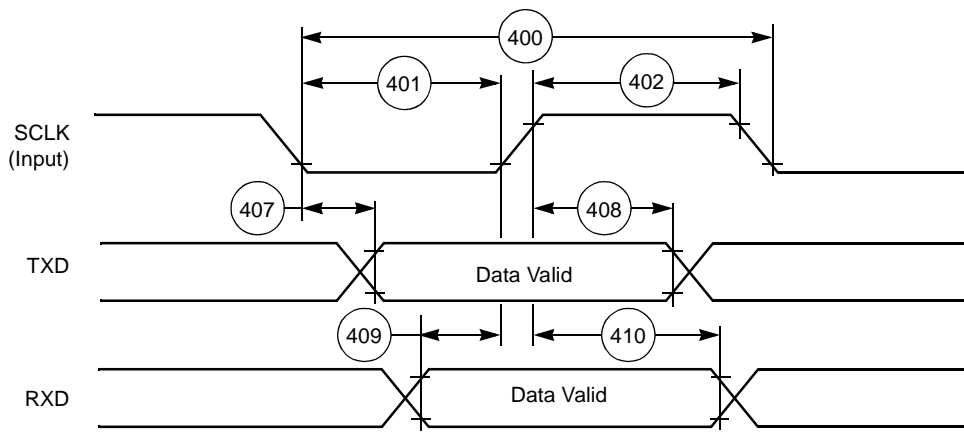 400
401
402
SCLK
(Input)
407
408
TXD
Data Valid
409
410
RXD
Data Valid